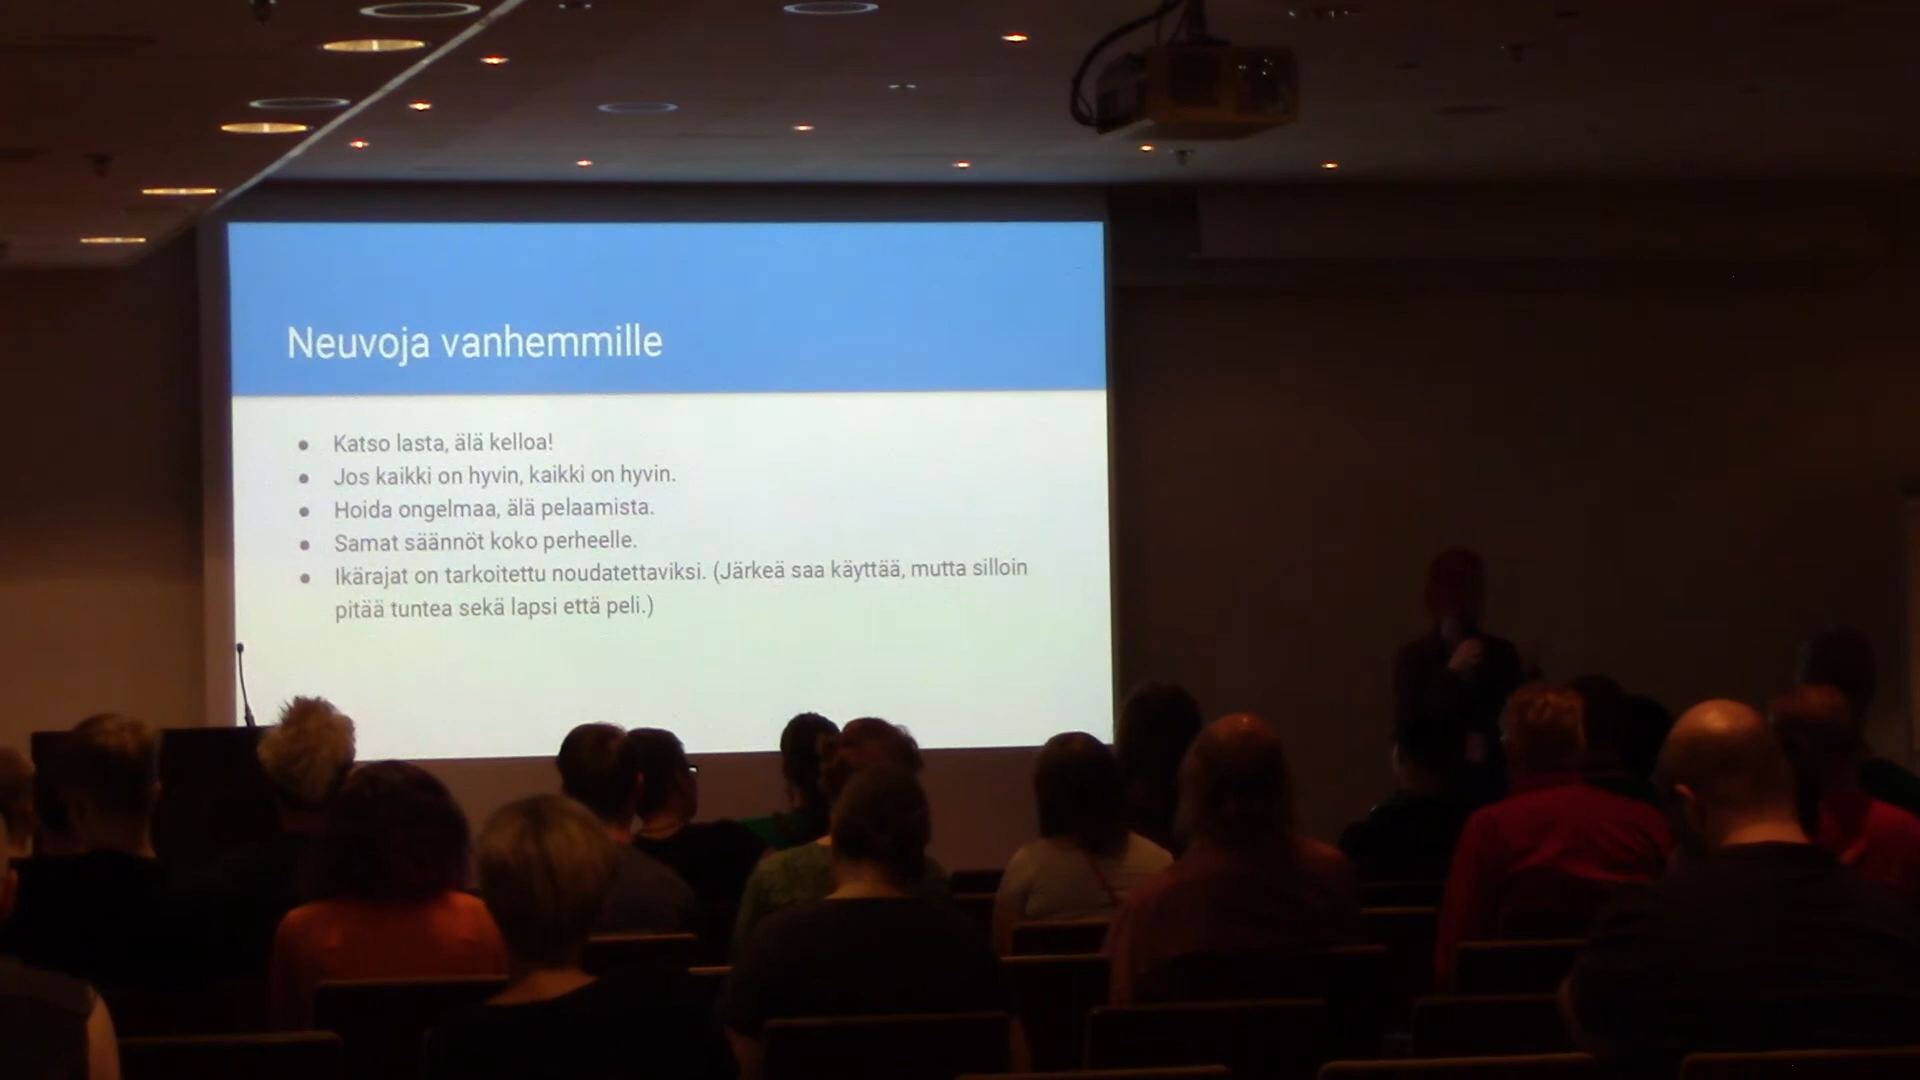 Neuvoja vanhemmille
● Katso lasta, älä kelloa!
● Jos kaikki on hyvin, kaikki on hyvin.
● Hoida ongelmaa, älä pelaamista.
● Samat säännöt koko perheelle.
● Ikärajat on tarkoitettu noudatettaviksi. (Järkeä saa käyttää, mutta silloin
pitää tuntea sekä lapsi että peli.)